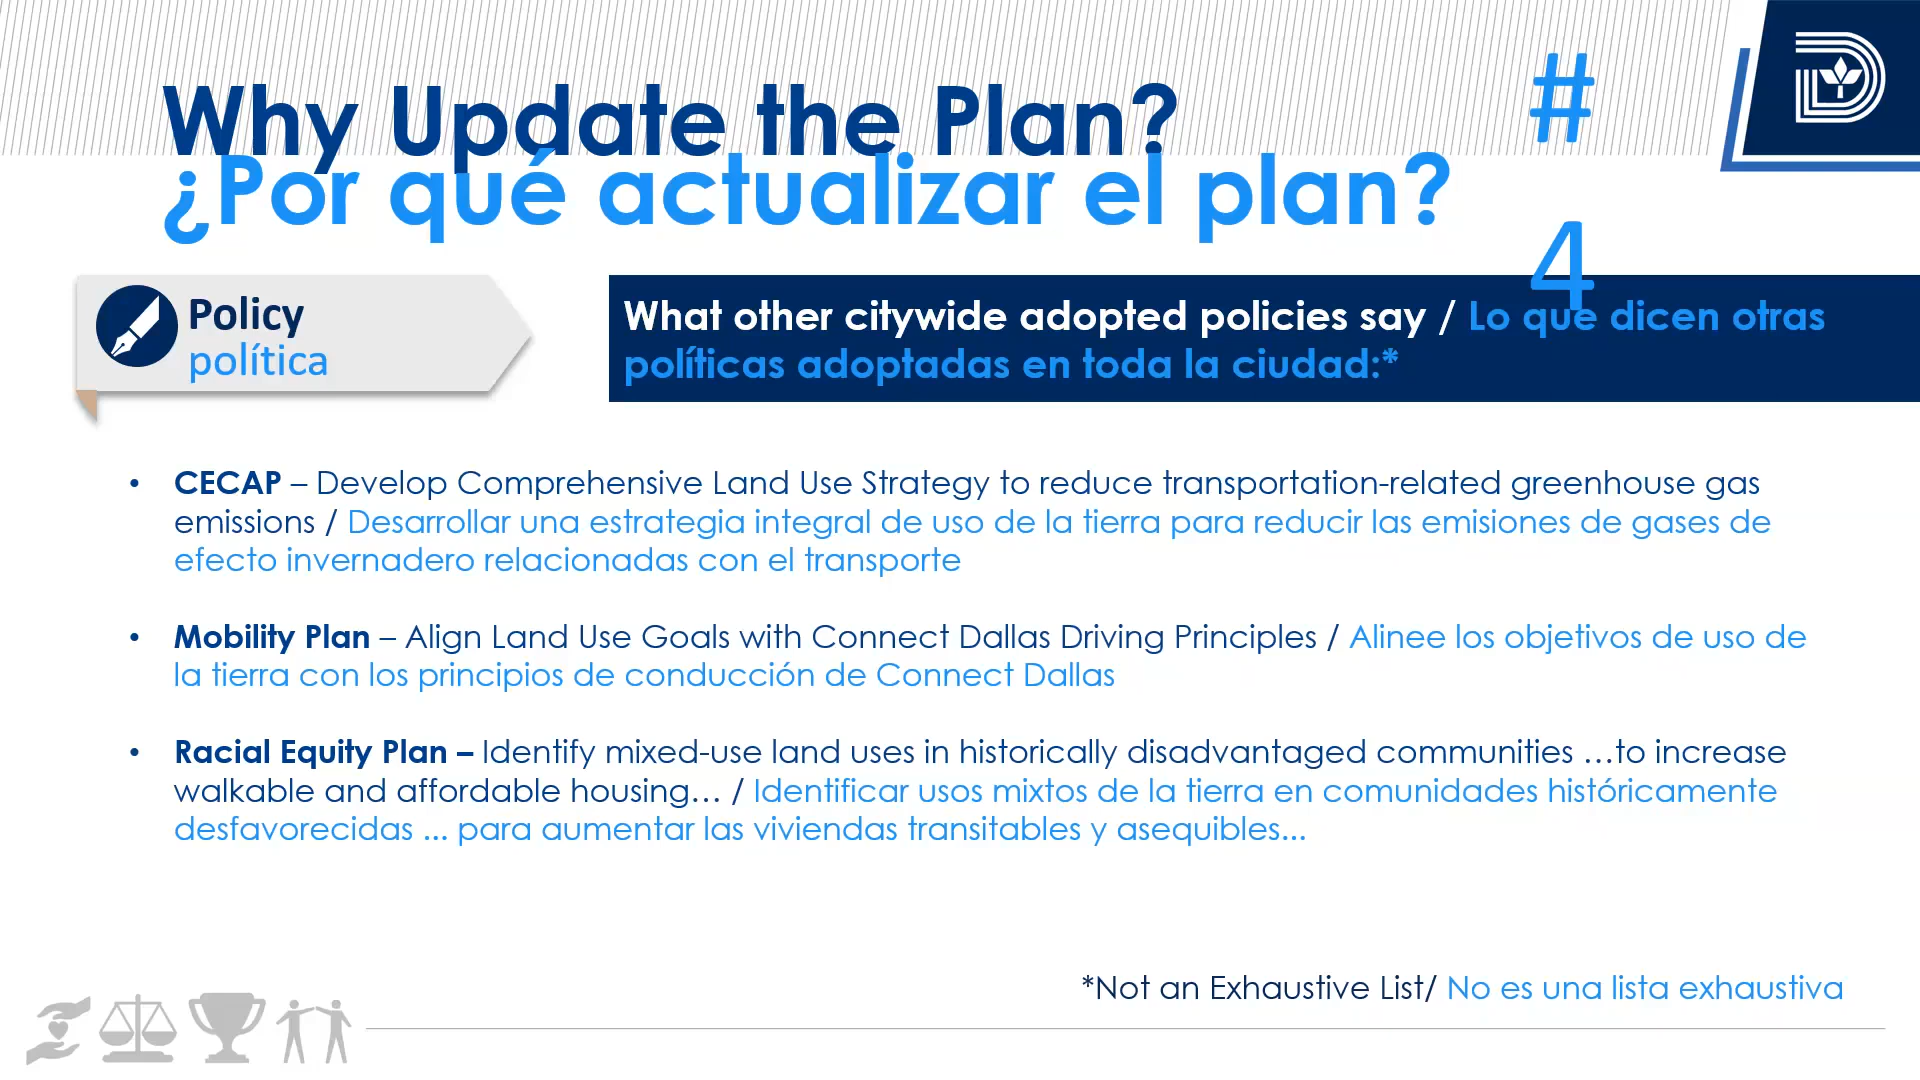 Why Update the Plan?
¿Por qué actualizar el plan?
#
4
Policy
política
What other citywide adopted policies say / Lo que dicen otras
políticas adoptadas en toda la ciudad:*
• CECAP – Develop Comprehensive Land Use Strategy to reduce transportation-related greenhouse gas
emissions / Desarrollar una estrategia integral de uso de la tierra para reducir las emisiones de gases de
efecto invernadero relacionadas con el transporte
• Mobility Plan – Align Land Use Goals with Connect Dallas Driving Principles / Alinee los objetivos de uso de
la tierra con los principios de conducción de Connect Dallas
• Racial Equity Plan – Identify mixed-use land uses in historically disadvantaged communities …to increase
walkable and affordable housing… / Identificar usos mixtos de la tierra en comunidades históricamente
desfavorecidas ... para aumentar las viviendas transitables y asequibles...
*Not an Exhaustive List/ No es una lista exhaustiva